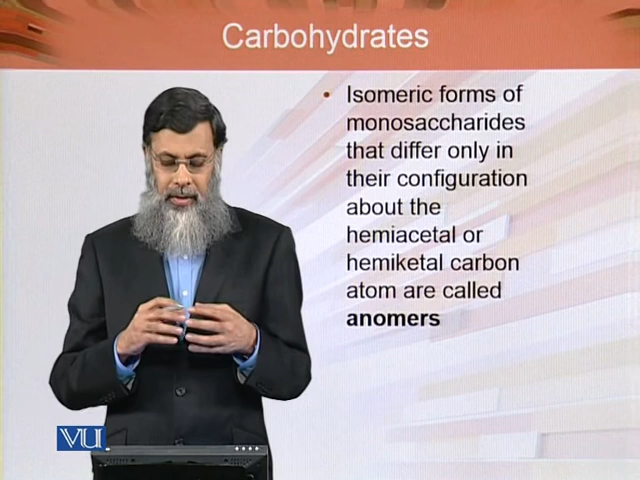 Carbohydrates
• Isomeric forms of
monosaccharides
that differ only in
their configuration
about the
hemiacetal or
hemiketal carbon
atom are called
anomers
VU